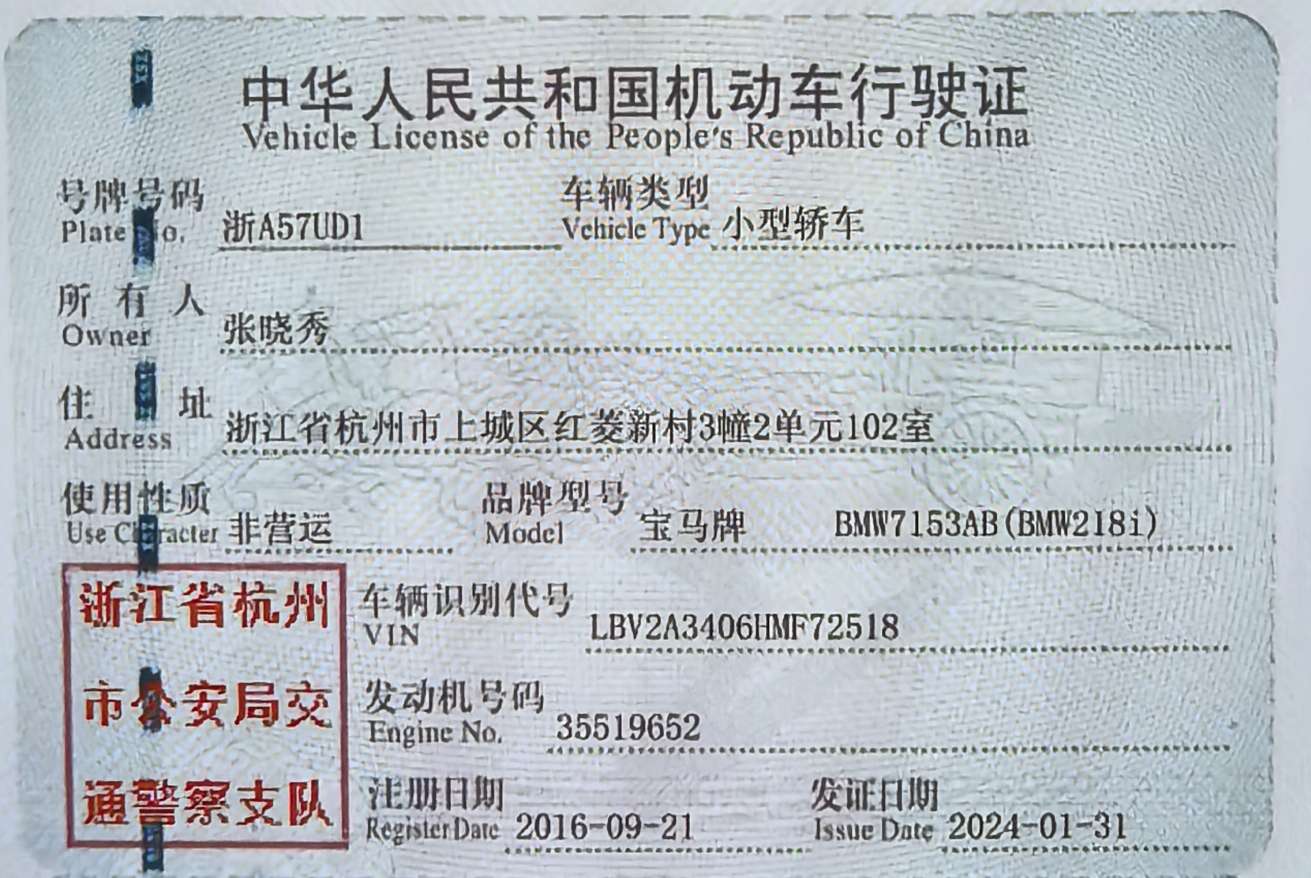 中华人民共和国机动车行驶证
Vehicle License of the People's Republic of China
号牌号码 车辆类型
Plate No. 浙A57UD1 Vehicle Type 小型轿车
所有人
Owner 张晓秀
住址
Address 浙江省杭州市上城区红菱新村3幢2单元102室
使用性质 品牌型号
Use Character 非营运 Model 宝马牌 BMW7153AB(BMW218i)
浙江省杭州
市公安局交
通警察支队
车辆识别代号
VIN LBV2A3406HMF72518
发动机号码
Engine No. 35519652
注册日期 发证日期
Register Date 2016-09-21 Issue Date 2024-01-31